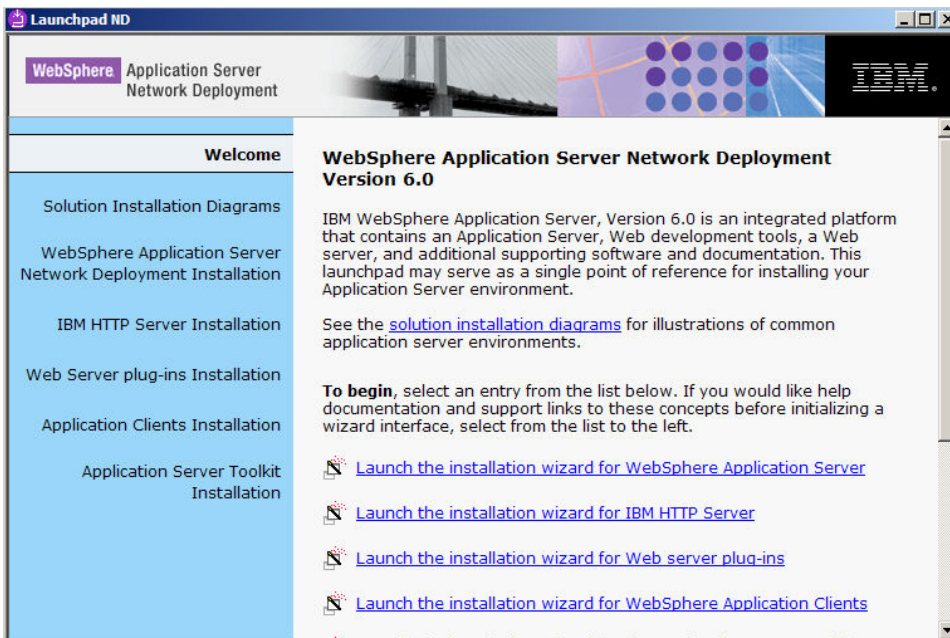 Launchpad ND
WebSphere Application Server
Network Deployment
IBM
Welcome
Solution Installation Diagrams
WebSphere Application Server
Network Deployment Installation
IBM HTTP Server Installation
Web Server plug-ins Installation
Application Clients Installation
Application Server Toolkit
Installation
WebSphere Application Server Network Deployment
Version 6.0
IBM WebSphere Application Server, Version 6.0 is an integrated platform
that contains an Application Server, Web development tools, a Web
server, and additional supporting software and documentation. This
launchpad may serve as a single point of reference for installing your
Application Server environment.
See the solution installation diagrams for illustrations of common
application server environments.
To begin, select an entry from the list below. If you would like help
documentation and support links to these concepts before initializing a
wizard interface, select from the list to the left.
Launch the installation wizard for WebSphere Application Server
Launch the installation wizard for IBM HTTP Server
Launch the installation wizard for Web server plug-ins
Launch the installation wizard for WebSphere Application Clients